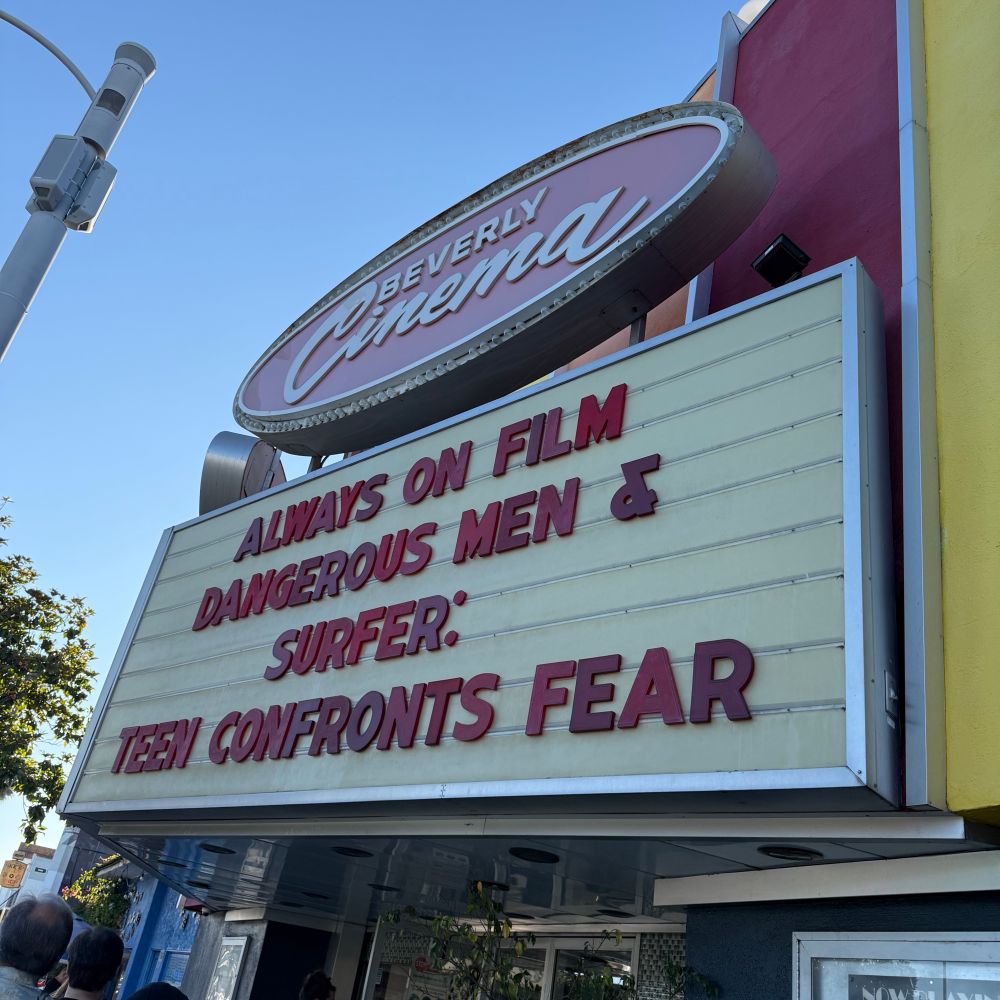 BEVERLY
Cinema
ALWAYS ON FILM
DANGEROUS MEN &
SURFER:
TEEN CONFRONTS FEAR